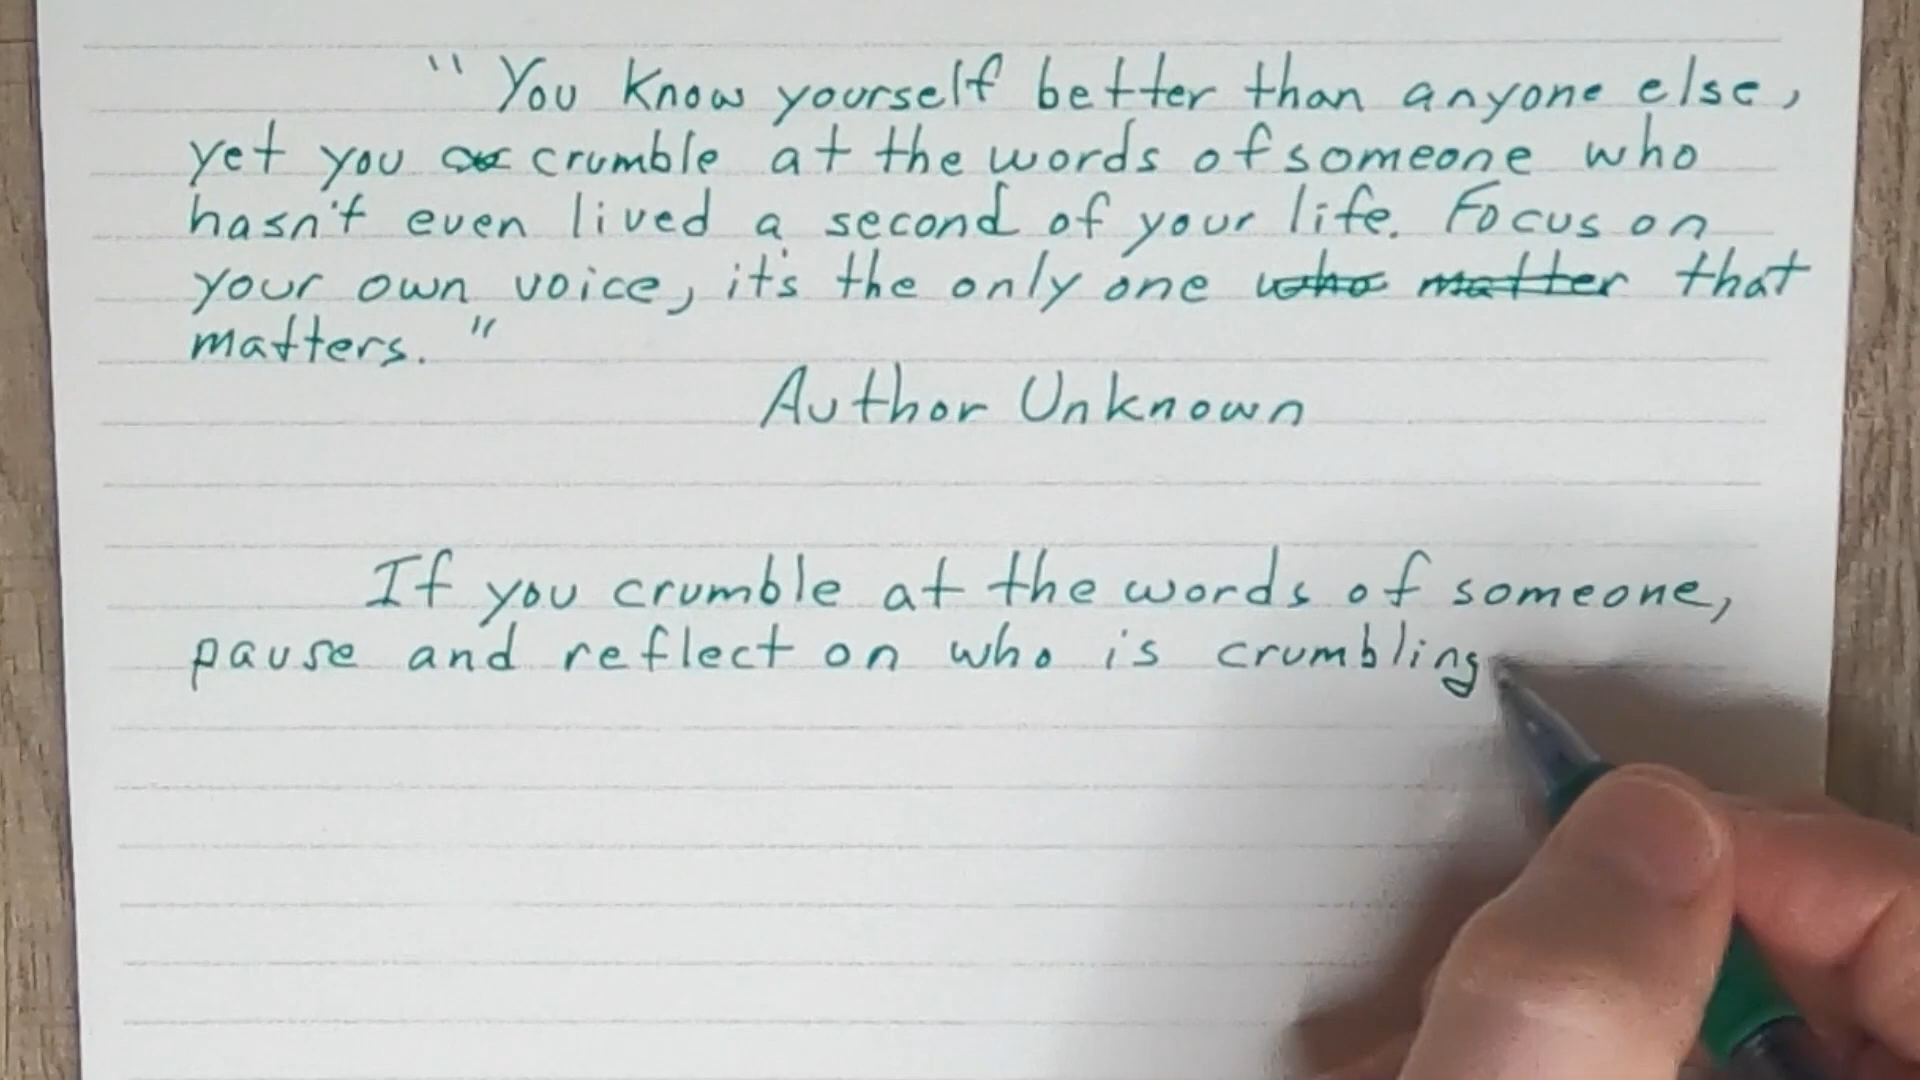 "You know yourself better than anyone else,
yet you crumble at the words of someone who
hasn't even lived a second of your life. Focus on
your own voice, it's the only one who matter that
matters."
Author Unknown
If you crumble at the words of someone,
pause and reflect on who is crumbling